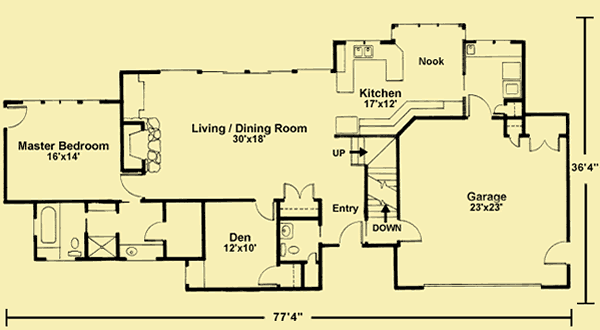 Nook
Kitchen
17'x12'
Living / Dining Room
30'x18'
Master Bedroom
16'x14'
UP
36'4"
Garage
23'x23'
Entry
DOWN
Den
12'x10'
77'4"